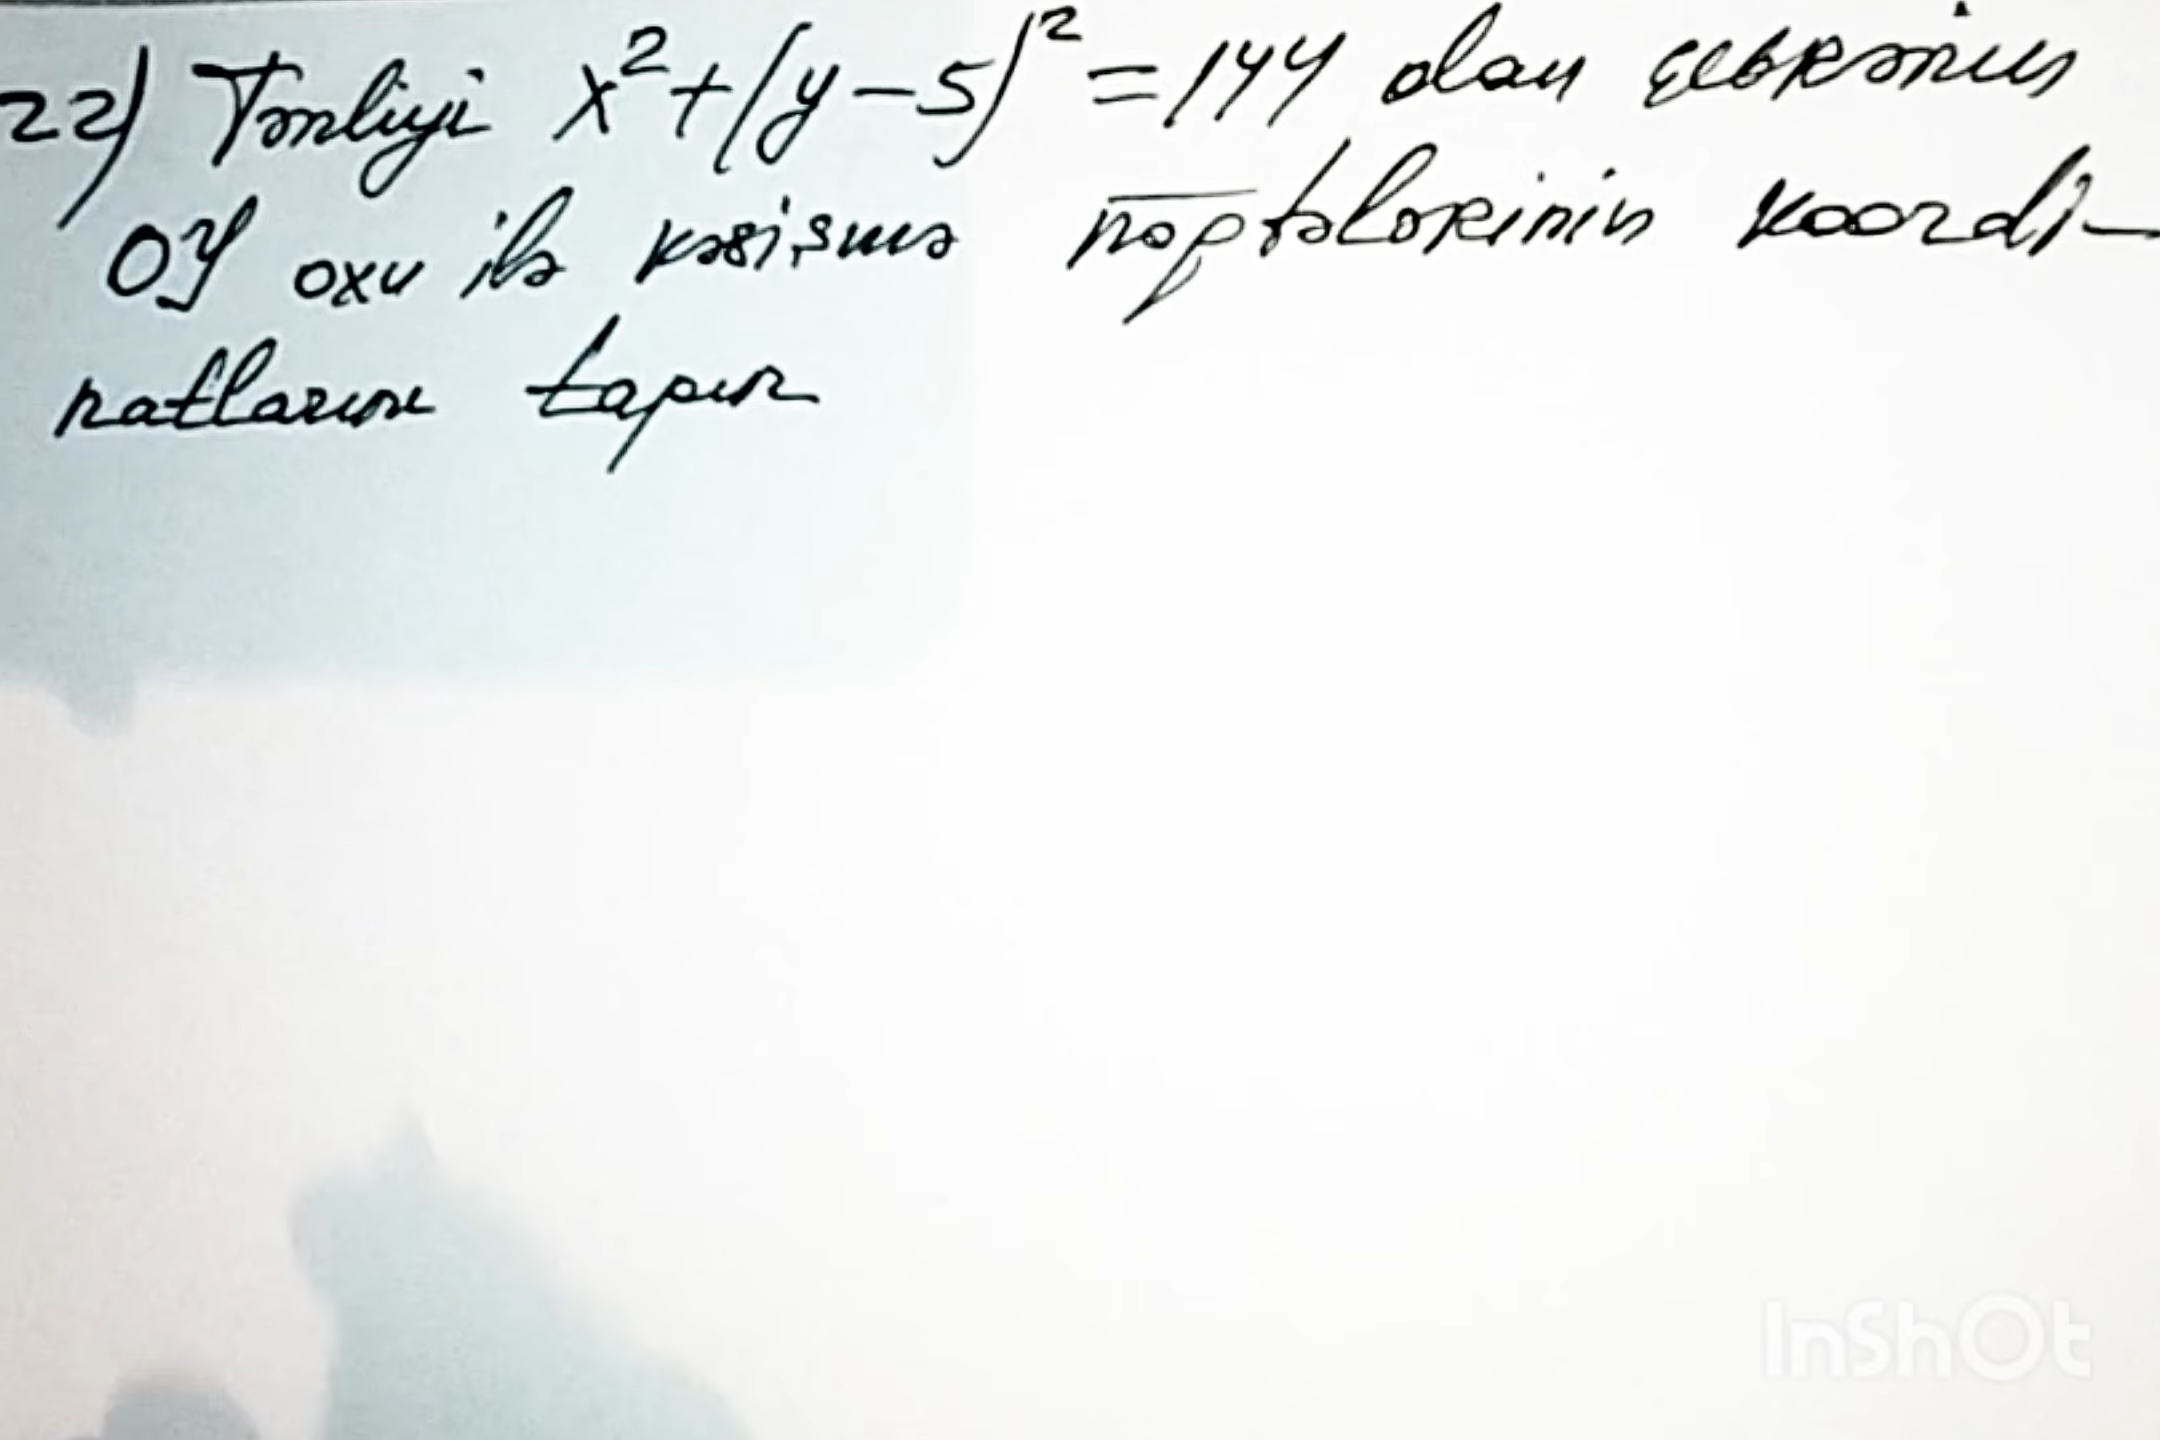 22) Tənliyi x²+(y-5)²=144 olan çevrənin
OY oxu ilə kəsişmə nöqtələrinin koordi-
natlarını tapın
InShOt